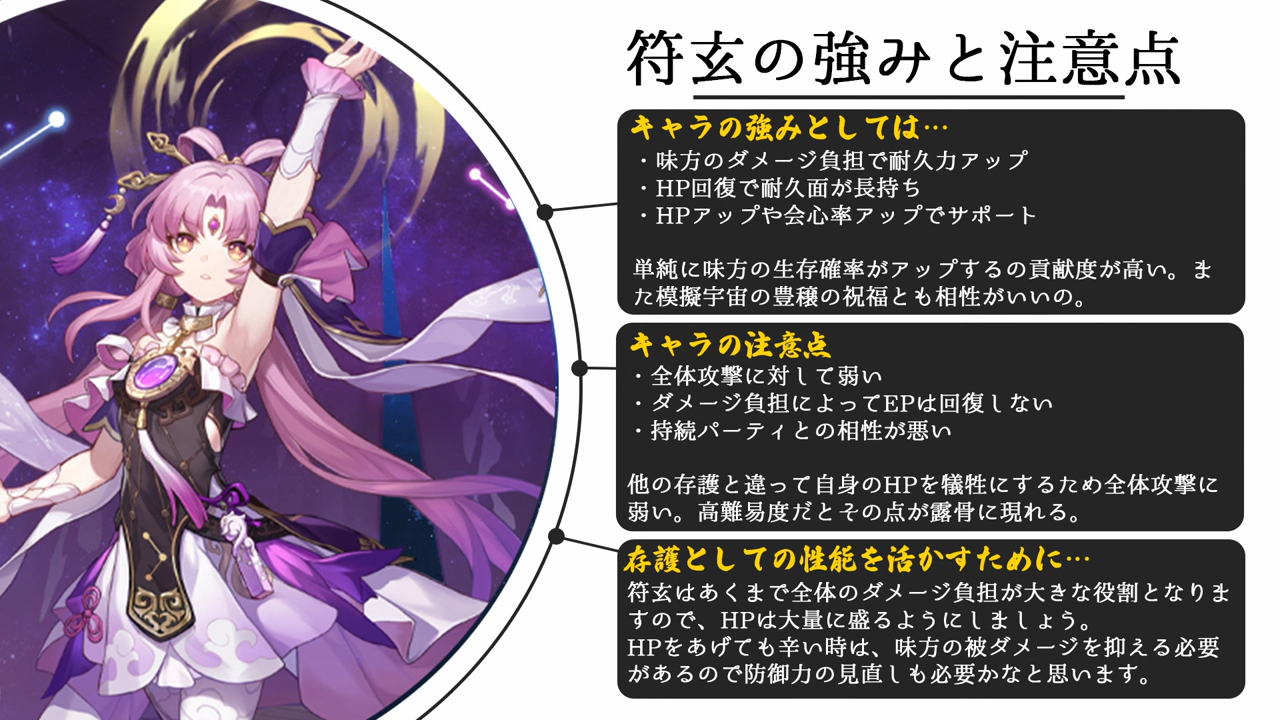 符玄の強みと注意点
キャラの強みとしては…
・味方のダメージ負担で耐久力アップ
・HP回復で耐久面が長持ち
・HPアップや会心率アップでサポート
単純に味方の生存確率がアップするの貢献度が高い。ま
た模擬宇宙の豊穣の祝福とも相性がいいの。
キャラの注意点
・全体攻撃に対して弱い
・ダメージ負担によってEPは回復しない
・持続パーティとの相性が悪い
他の存護と違って自身のHPを犠牲にするため全体攻撃に
弱い。高難易度だとその点が露骨に現れる。
存護としての性能を活かすために…
符玄はあくまで全体のダメージ負担が大きな役割となりま
すので、HPは大量に盛るようにしましょう。
HPをあげても辛い時は、味方の被ダメージを抑える必要
があるので防御力の見直しも必要かなと思います。